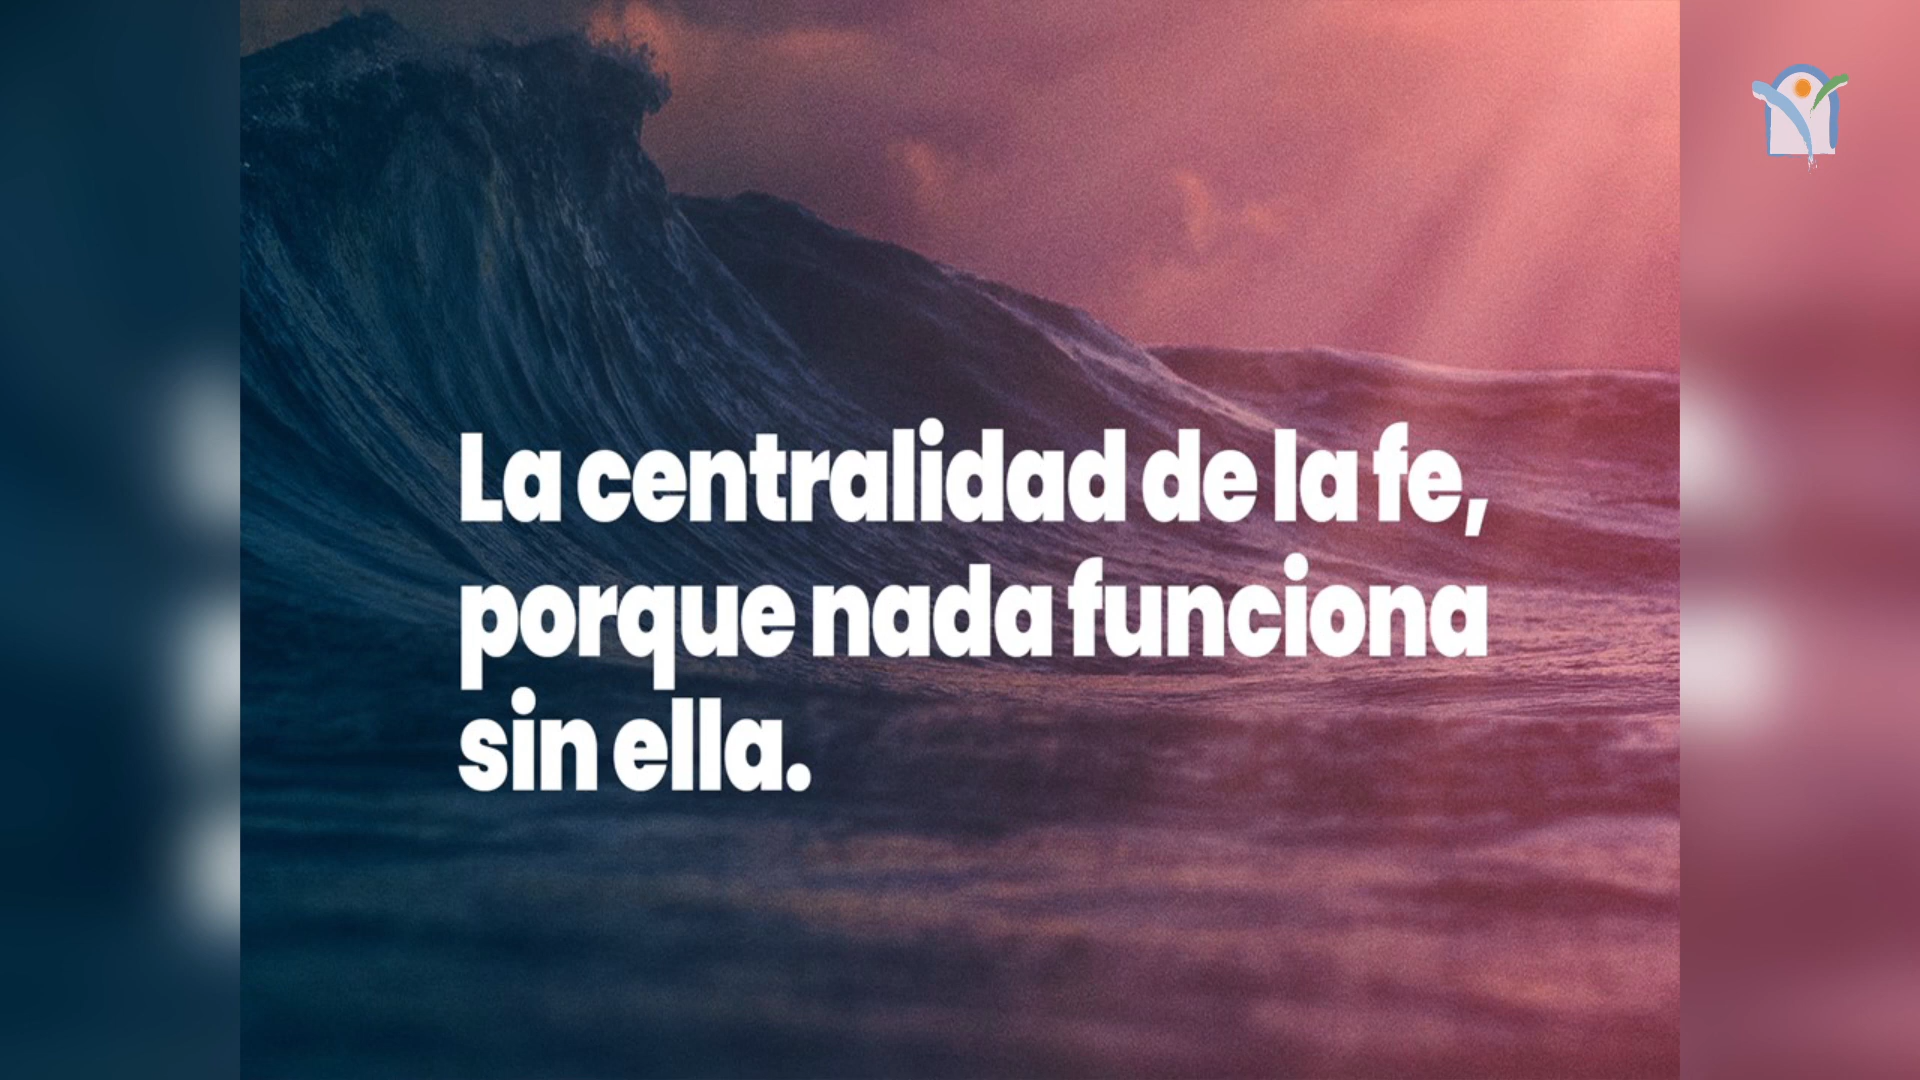 La centralidad de la fe,
porque nada funciona
sin ella.